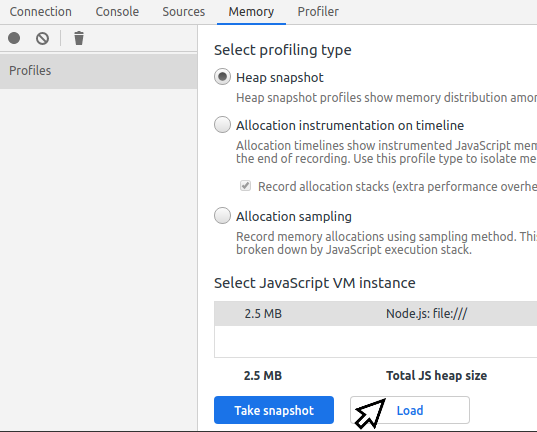 Connection Console Sources Memory Profiler
Profiles
Select profiling type
Heap snapshot
Heap snapshot profiles show memory distribution amon
Allocation instrumentation on timeline
Allocation timelines show instrumented JavaScript mem
the end of recording. Use this profile type to isolate me
Record allocation stacks (extra performance overhe
Allocation sampling
Record memory allocations using sampling method. This
broken down by JavaScript execution stack.
Select JavaScript VM instance
2.5 MB Node.js: file:///
2.5 MB Total JS heap size
Take snapshot Load